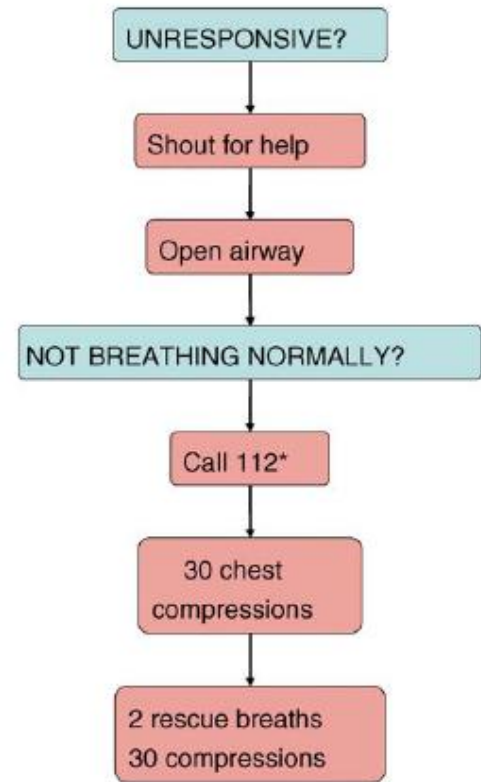 UNRESPONSIVE?
Shout for help
Open airway
NOT BREATHING NORMALLY?
Call 112*
30 chest
compressions
2 rescue breaths
30 compressions